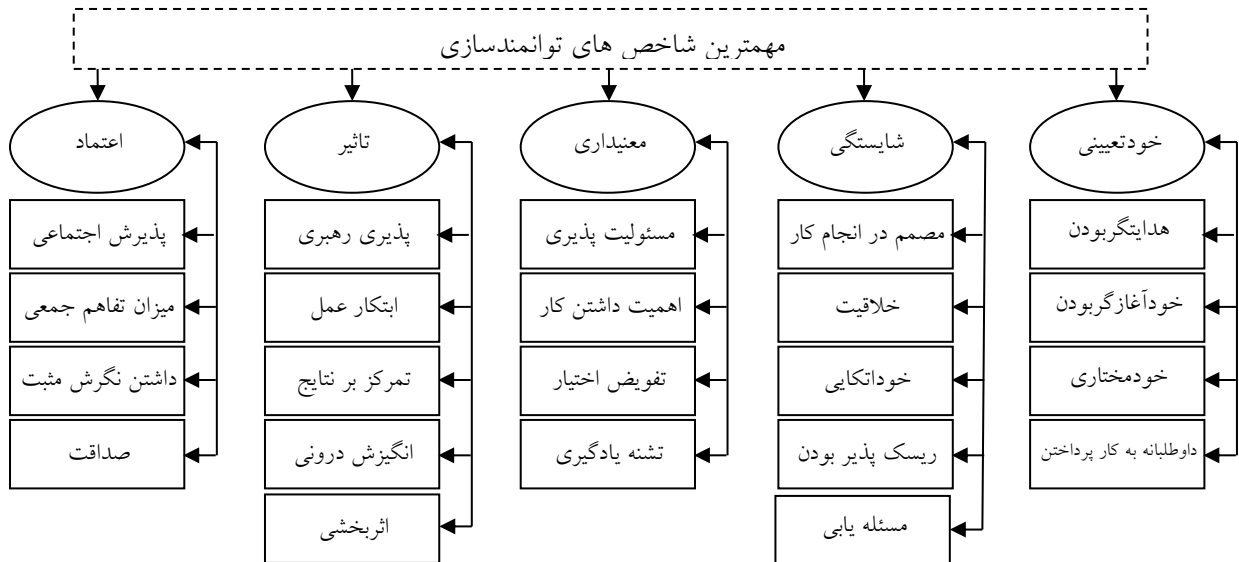 مهمترین شاخص های توانمندسازی
خودتعیینی
هدایتگربودن
خودآغازگربودن
خودمختاری
داوطلبانه به کار پرداختن
شایستگی
مصمم در انجام کار
خلاقیت
خوداتکایی
ریسک پذیر بودن
مسئله یابی
معنیداری
مسئولیت پذیری
اهمیت داشتن کار
تفویض اختیار
تشنه یادگیری
تاثیر
پذیری رهبری
ابتکار عمل
تمرکز بر نتایج
انگیزش درونی
اثربخشی
اعتماد
پذیرش اجتماعی
میزان تفاهم جمعی
داشتن نگرش مثبت
صداقت